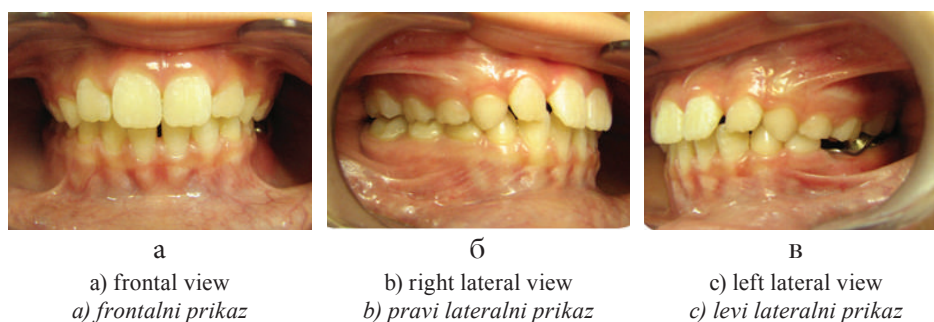 а
б
в
a) frontal view
b) right lateral view
c) left lateral view
a) frontalni prikaz
b) pravi lateralni prikaz
c) levi lateralni prikaz